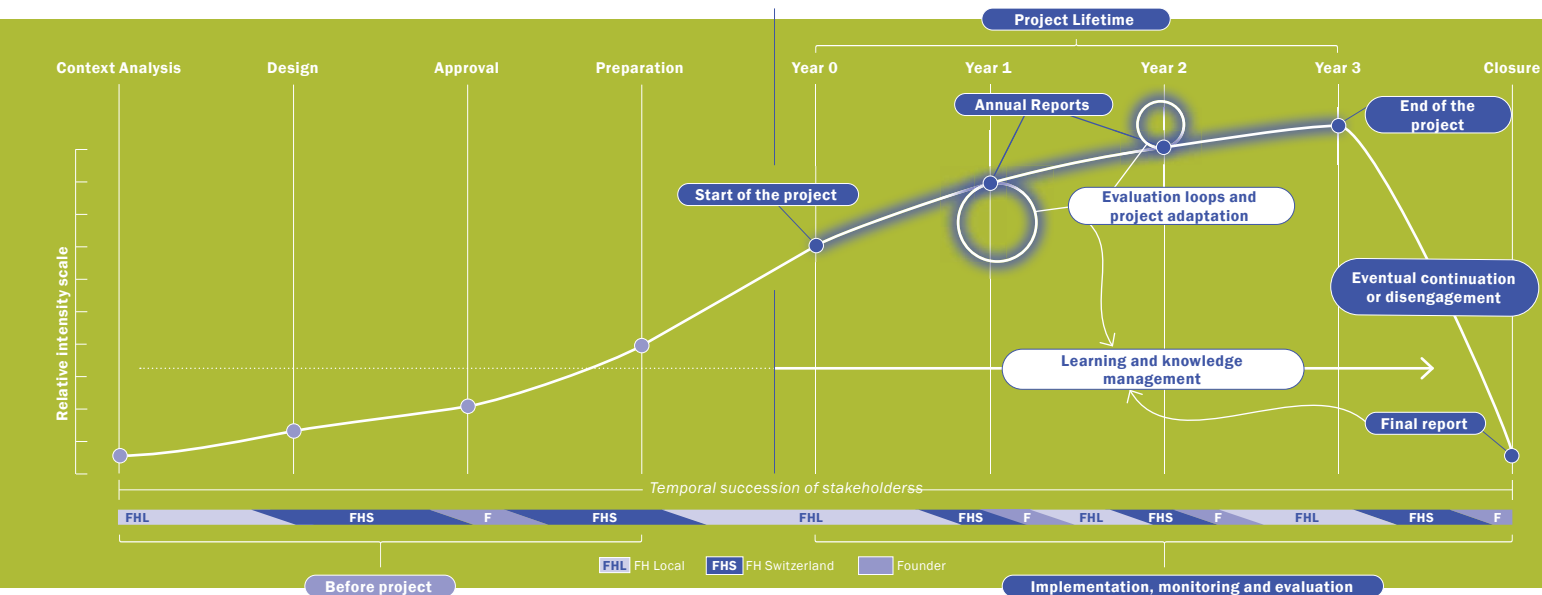 Project Lifetime
Context Analysis
Design
Approval
Preparation
Year 0
Year 1
Year 2
Year 3
Closure
Annual Reports
End of the
project
Start of the project
Evaluation loops and
project adaptation
Relative intensity scale
Eventual continuation
or disengagement
Learning and knowledge
management
Final report
Temporal succession of stakeholderss
FHL
FHS
F
FHS
FHL
FHS
F
FHL
FHS
F
FHL
FHS
F
FHL FH Local
FHS FH Switzerland
Founder
Before project
Implementation, monitoring and evaluation